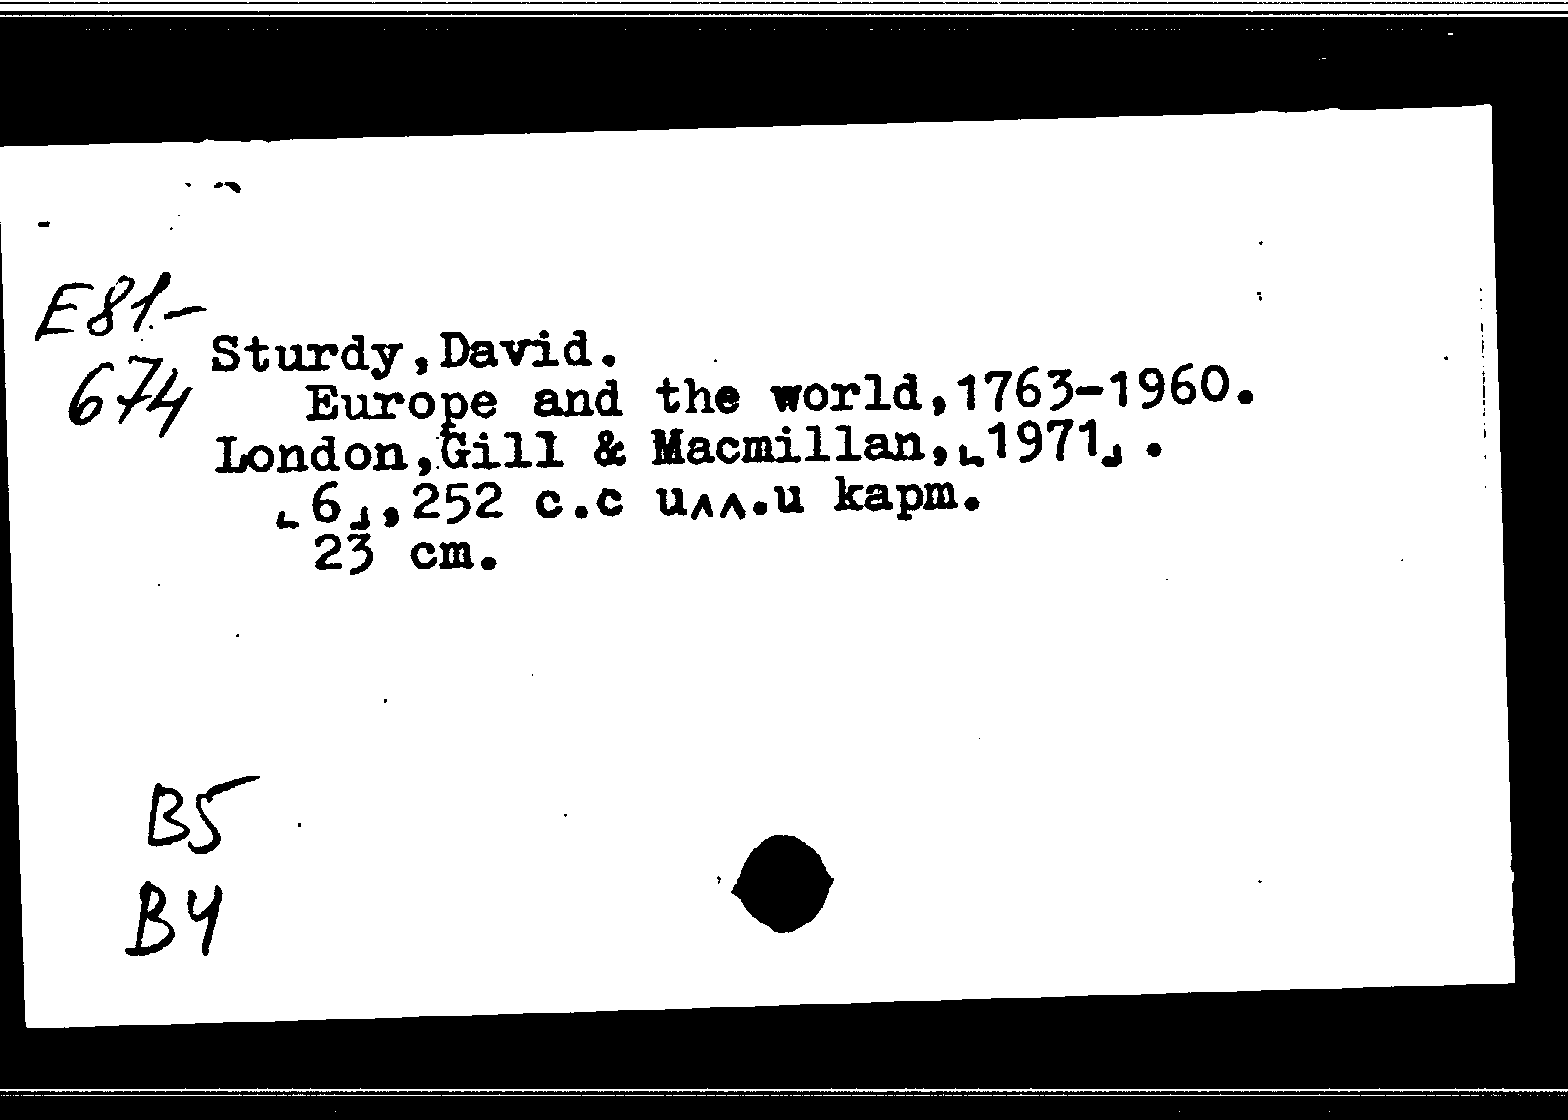 E81-
674
Sturdy,David.
Europe and the world,1763-1960.
London,Gill & Macmillan,⌞1971⌟.
⌞6⌟,252 c.c uʌʌ.u kapm.
23 cm.
B5
B4